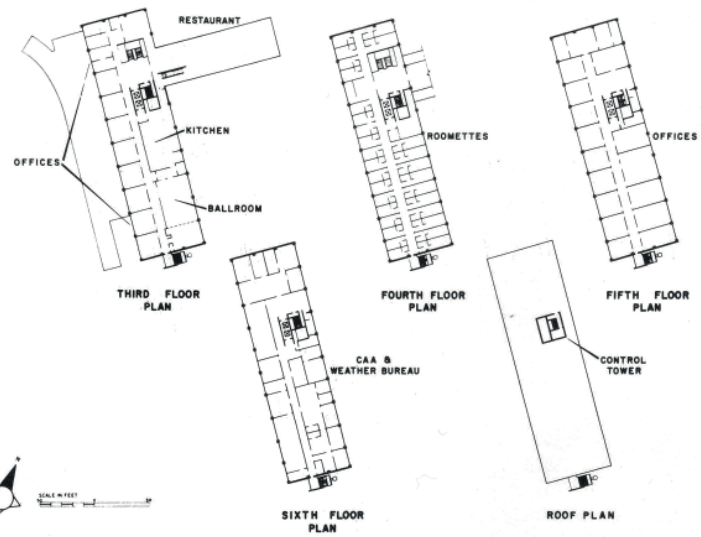 RESTAURANT
KITCHEN
OFFICES
BALLROOM
THIRD FLOOR
PLAN
ROOMETTES
FOURTH FLOOR
PLAN
OFFICES
FIFTH FLOOR
PLAN
CAA &
WEATHER BUREAU
SIXTH FLOOR
PLAN
CONTROL
TOWER
ROOF PLAN
N
SCALE IN FEET